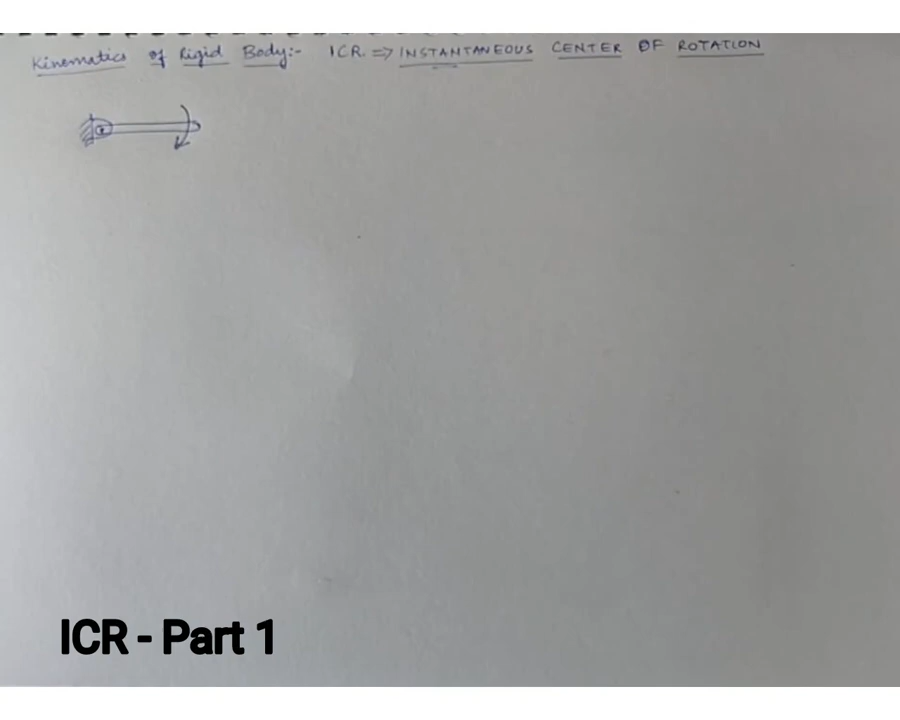 Kinematics of Rigid Body:- ICR. => INSTANTANEOUS CENTER OF ROTATION
ICR - Part 1